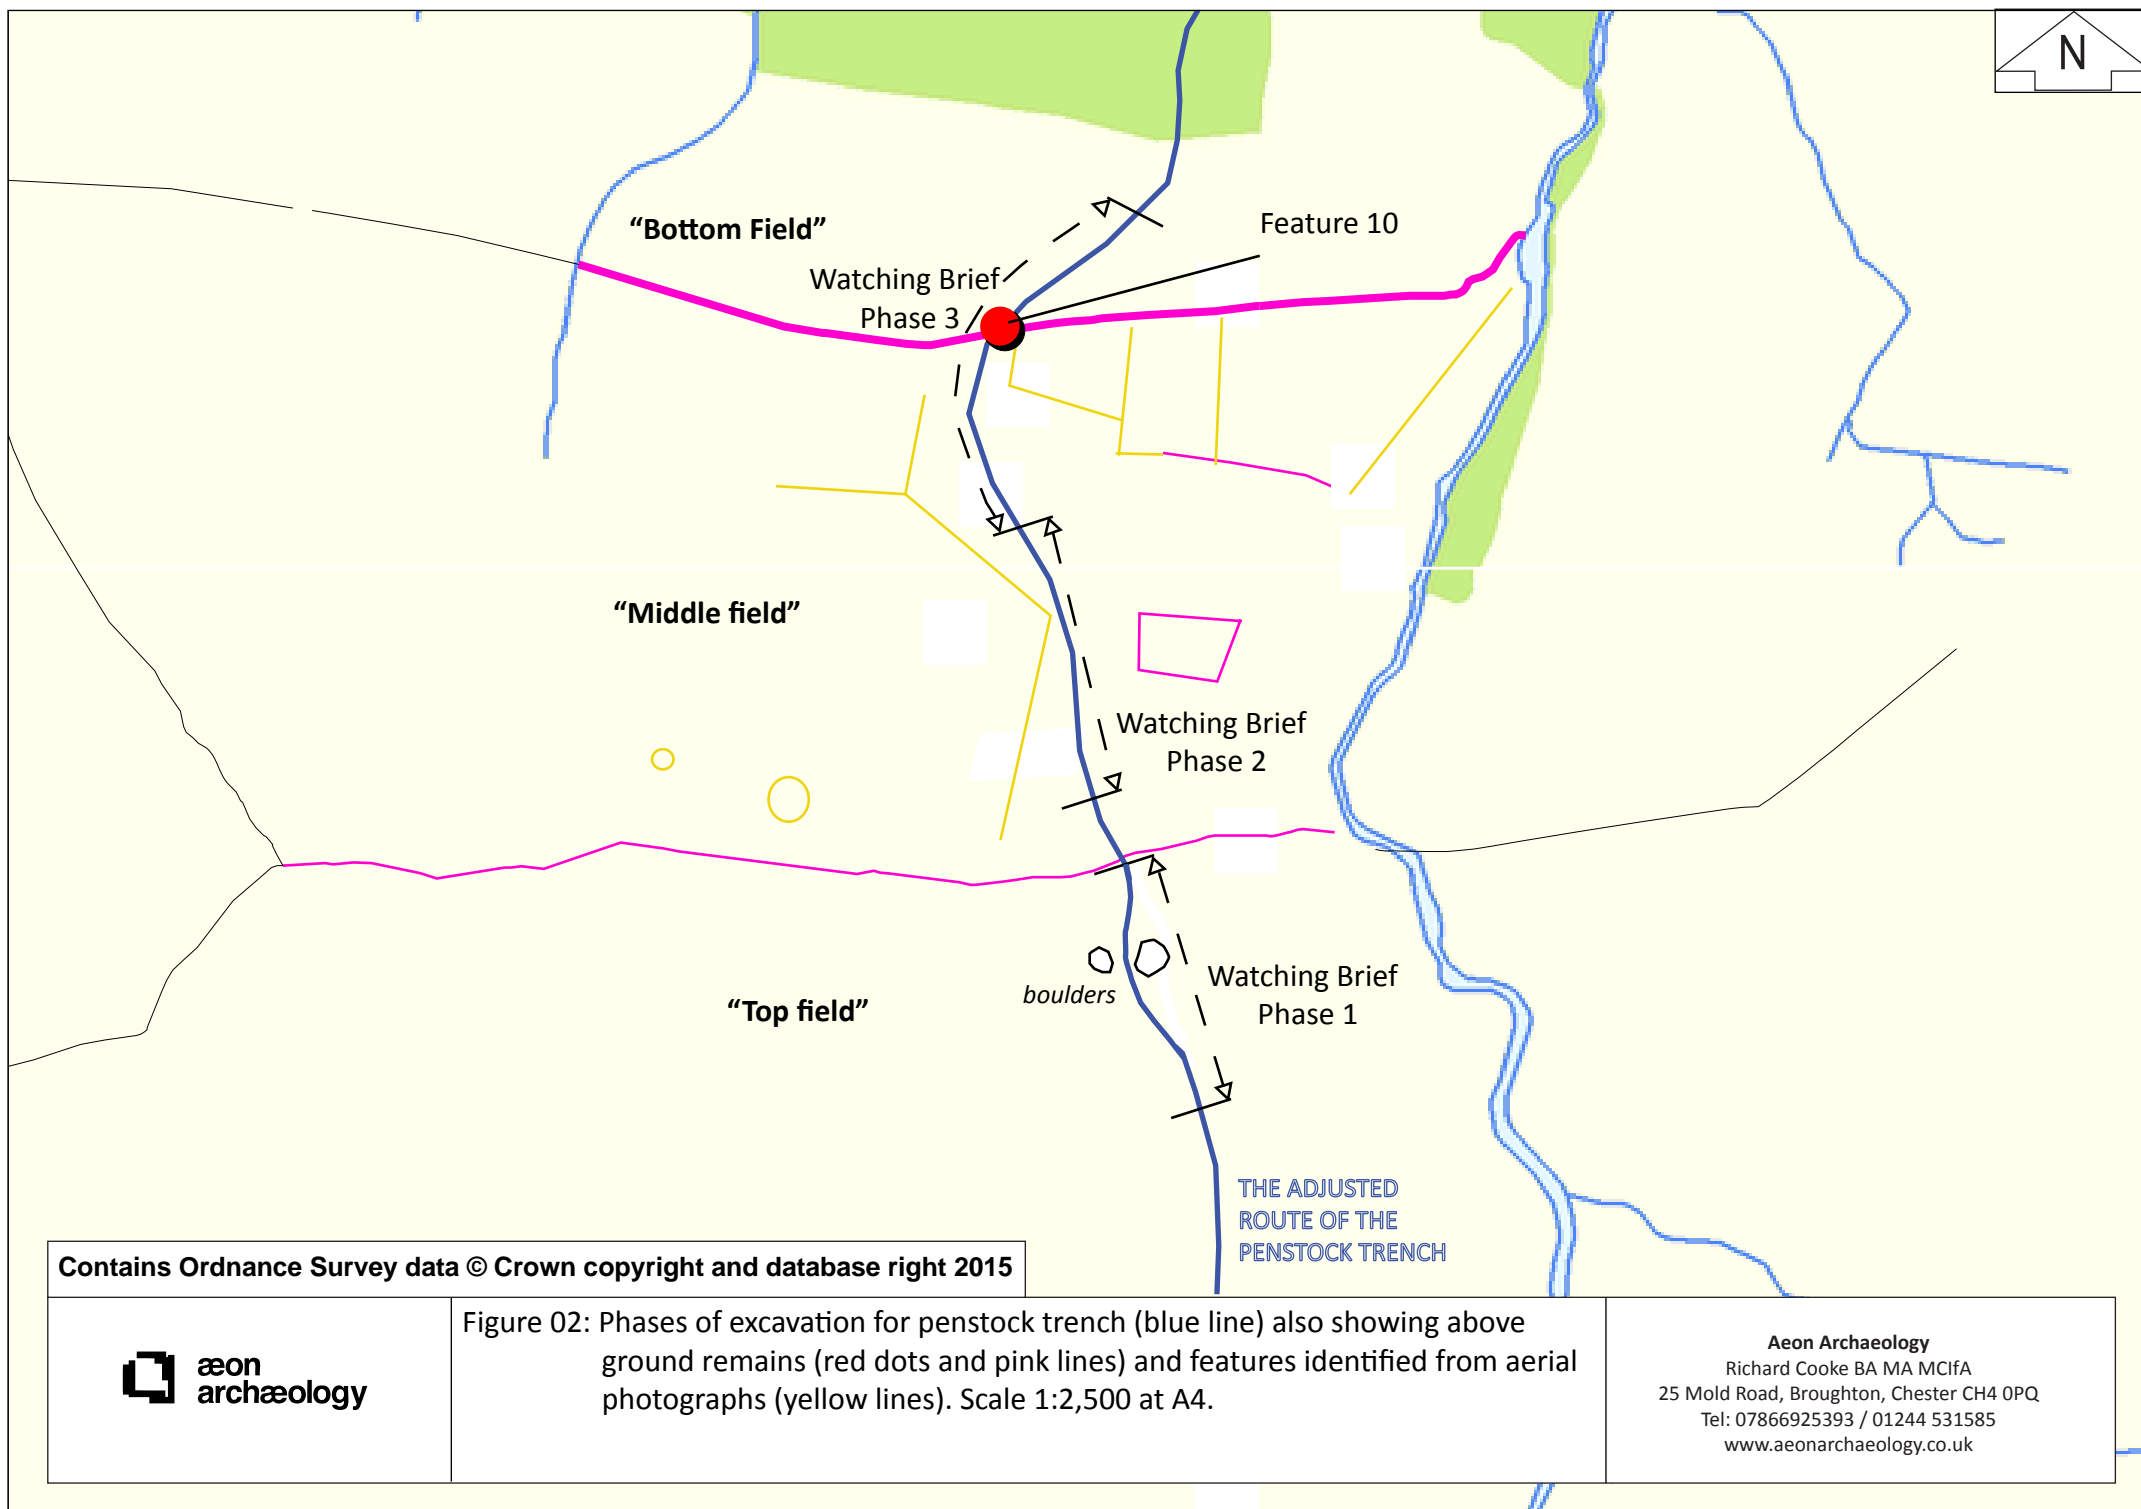 N
“Bottom Field”
Feature 10
Watching Brief
Phase 3
“Middle field”
Watching Brief
Phase 2
“Top field”
boulders
Watching Brief
Phase 1
THE ADJUSTED
ROUTE OF THE
PENSTOCK TRENCH
Contains Ordnance Survey data © Crown copyright and database right 2015
æon
archæology
Figure 02: Phases of excavation for penstock trench (blue line) also showing above
ground remains (red dots and pink lines) and features identified from aerial
photographs (yellow lines). Scale 1:2,500 at A4.
Aeon Archaeology
Richard Cooke BA MA MCIfA
25 Mold Road, Broughton, Chester CH4 0PQ
Tel: 07866925393 / 01244 531585
www.aeonarchaeology.co.uk